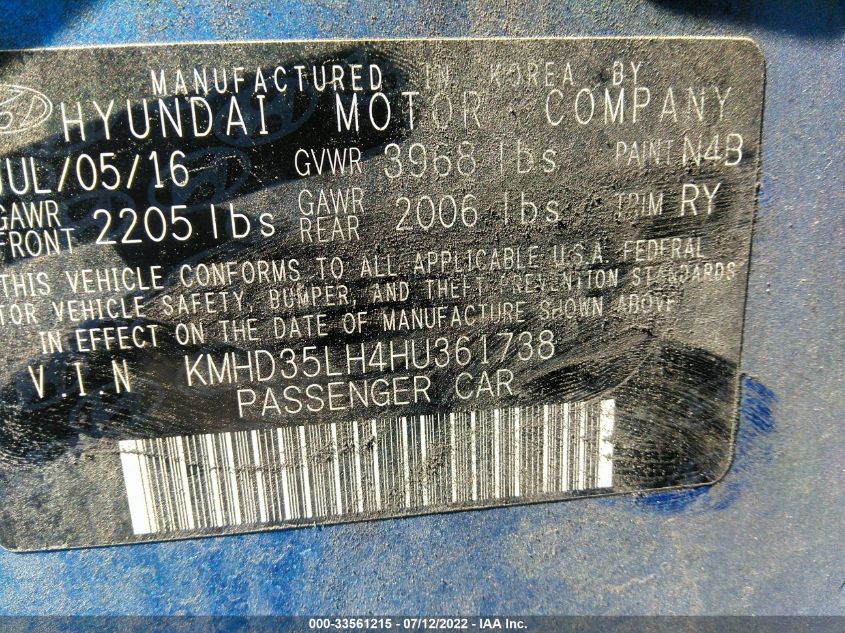 MANUFACTURED IN KOREA BY
HYUNDAI MOTOR COMPANY
JUL/05/16 GVWR 3968 lbs PAINT N4B
GAWR FRONT 2205 lbs GAWR REAR 2006 lbs TRIM RY
THIS VEHICLE CONFORMS TO ALL APPLICABLE U.S.A. FEDERAL
MOTOR VEHICLE SAFETY, BUMPER, AND THEFT PREVENTION STANDARDS
IN EFFECT ON THE DATE OF MANUFACTURE SHOWN ABOVE
V.I.N KMHD35LH4HU361738
PASSENGER CAR
000-33561215 - 07/12/2022 - IAA Inc.